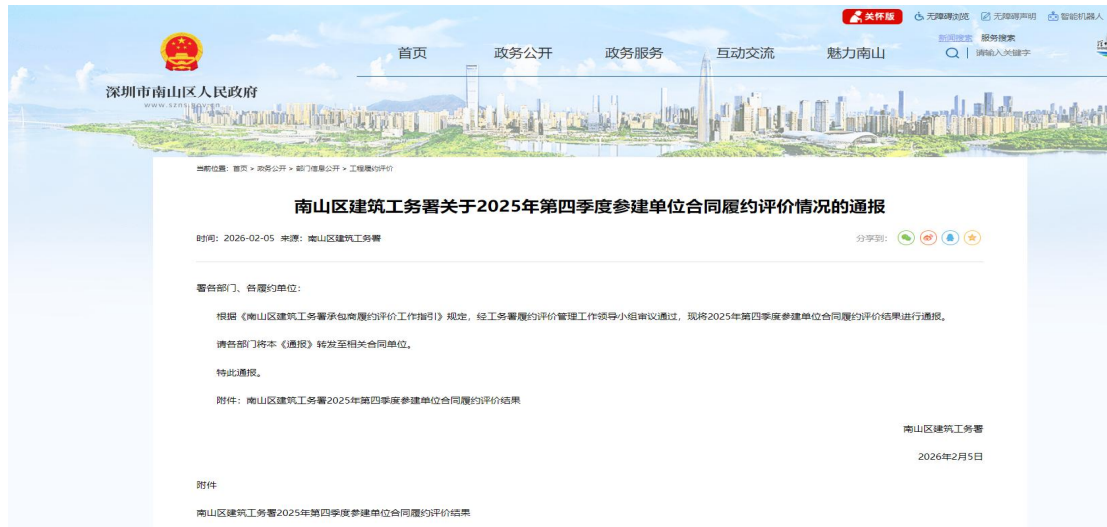 关怀版 无障碍浏览 无障碍声明 智能机器人
新闻搜索 服务搜索
首页 政务公开 政务服务 互动交流 魅力南山 请输入关键字
深圳市南山区人民政府
当前位置：首页 > 政务公开 > 部门信息公开 > 工程履约评价
南山区建筑工务署关于2025年第四季度参建单位合同履约评价情况的通报
时间：2026-02-05 来源：南山区建筑工务署 分享到：
署各部门、各履约单位：
根据《南山区建筑工务署承包商履约评价工作指引》规定，经工务署履约评价管理工作领导小组审议通过，现将2025年第四季度参建单位合同履约评价结果进行通报。
请各部门将本《通报》转发至相关合同单位。
特此通报。
附件：南山区建筑工务署2025年第四季度参建单位合同履约评价结果
南山区建筑工务署
2026年2月5日
附件
南山区建筑工务署2025年第四季度参建单位合同履约评价结果